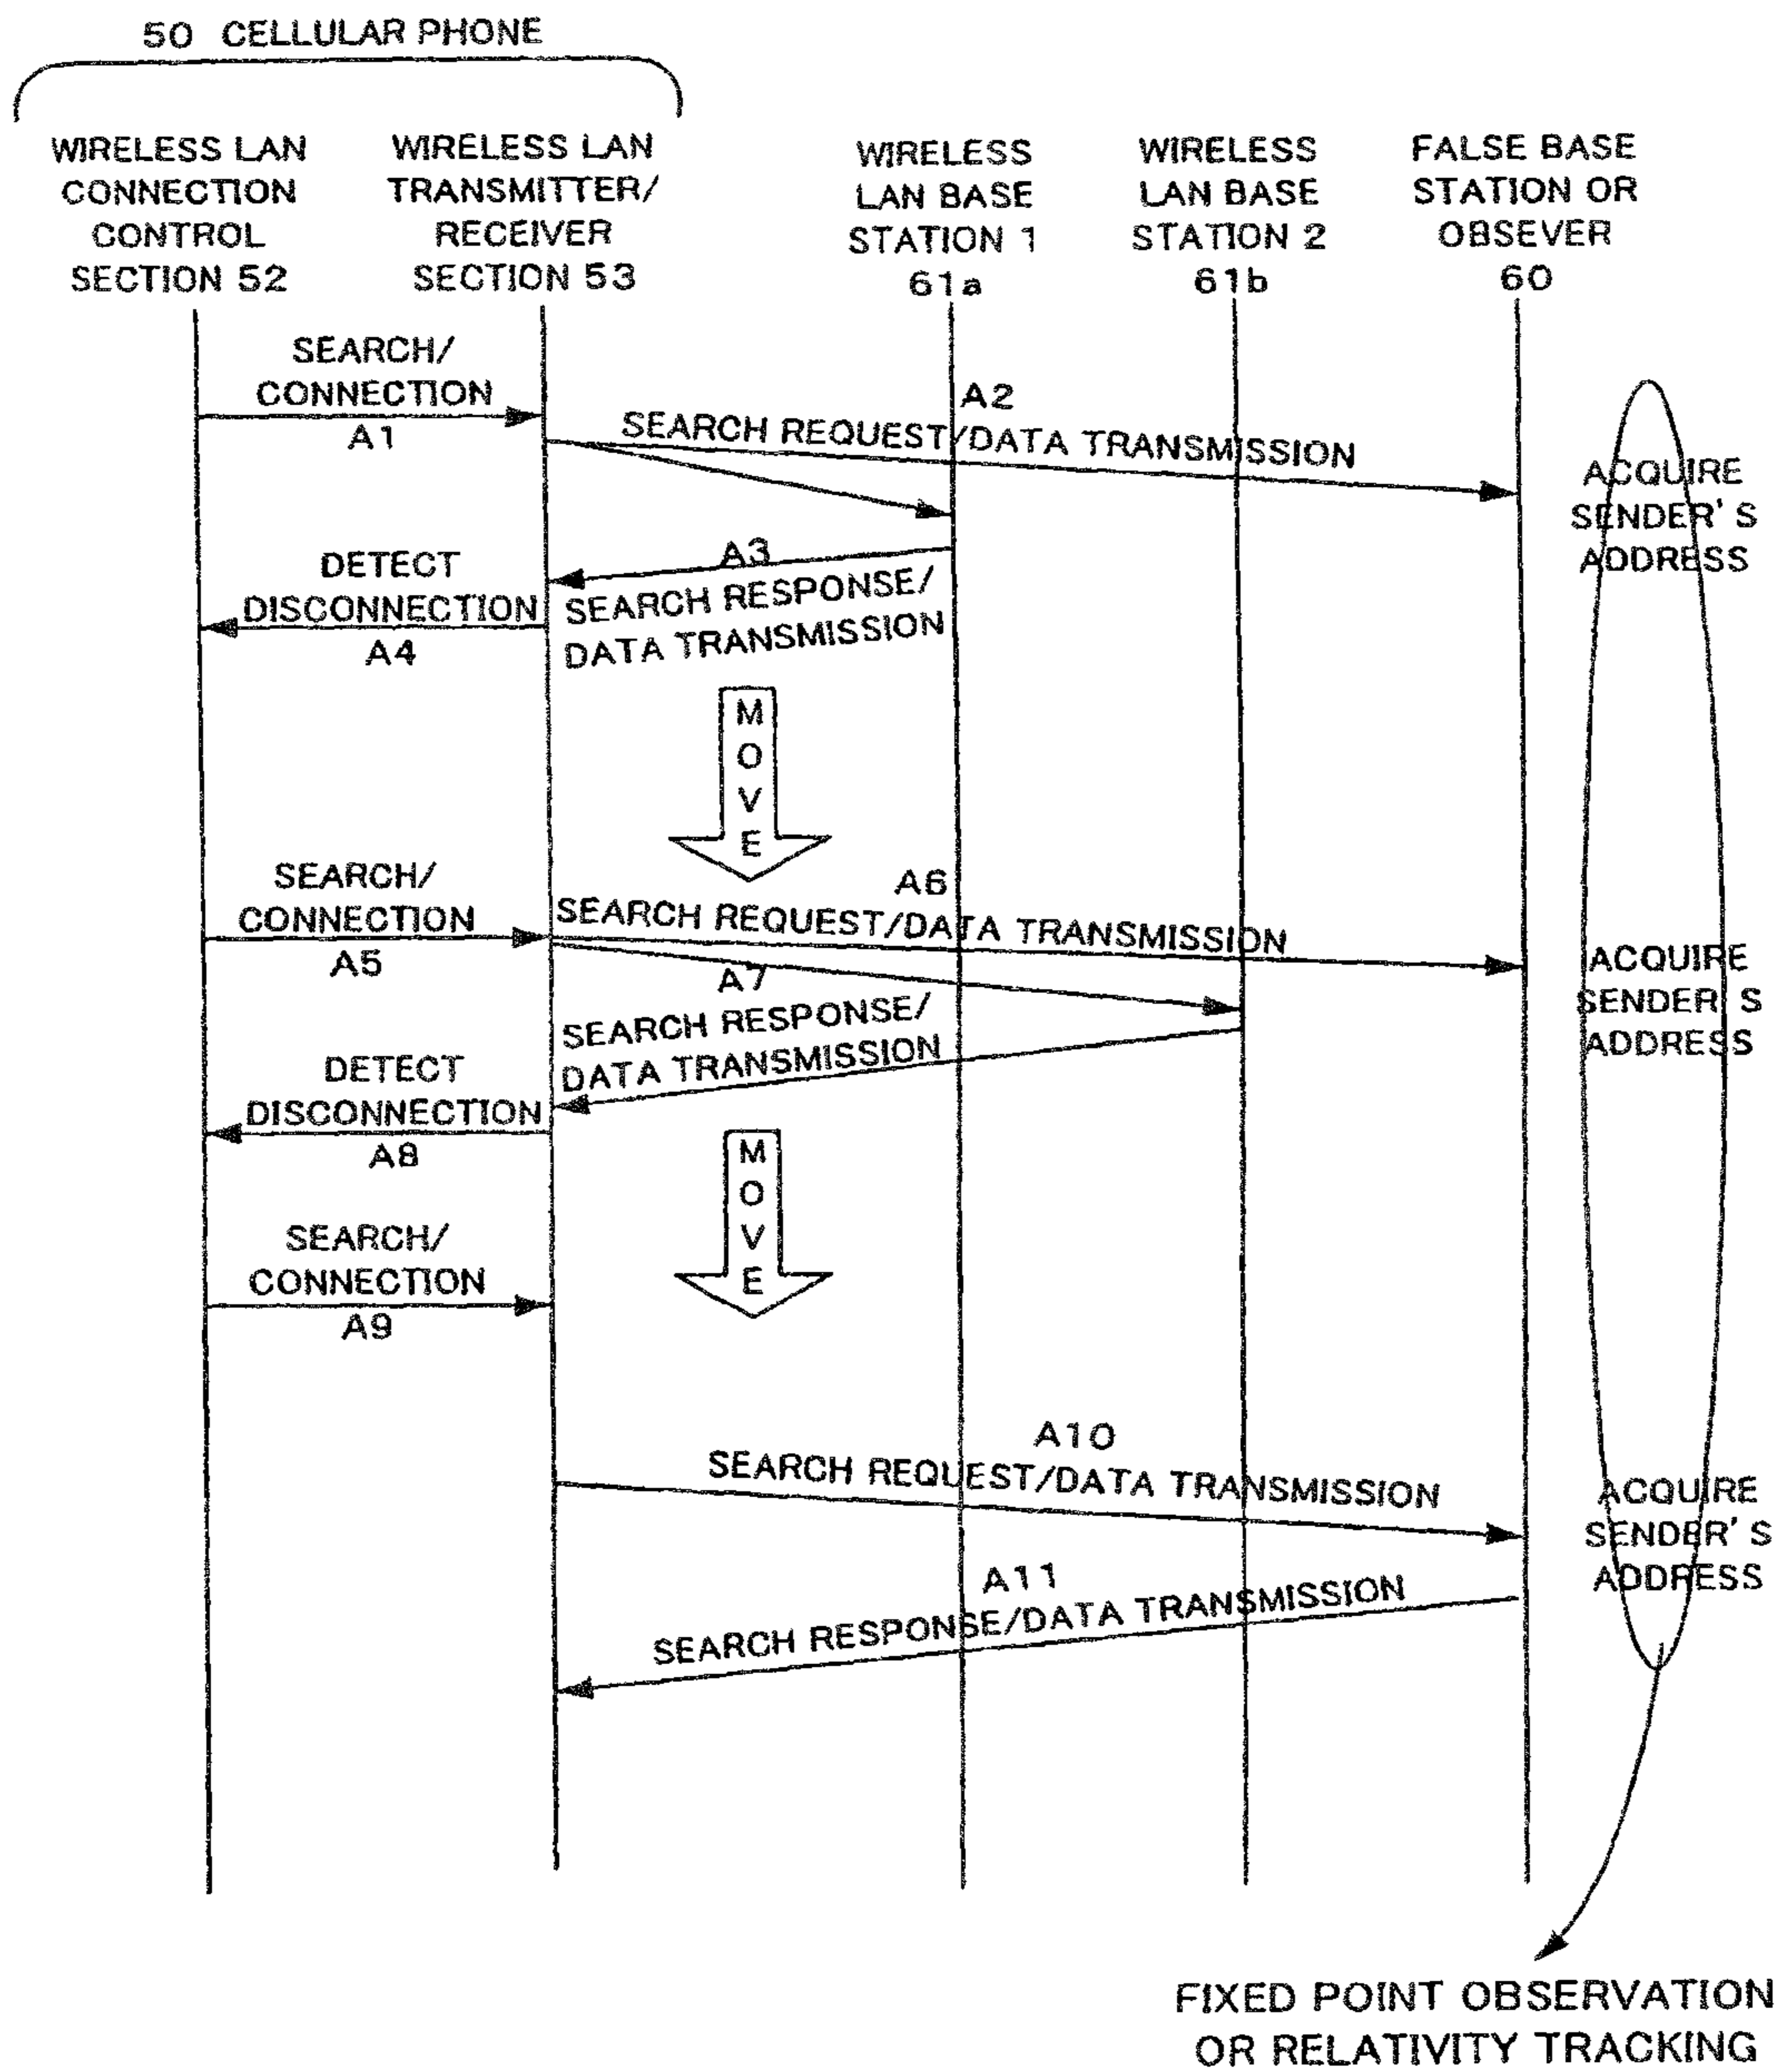 50 CELLULAR PHONE
WIRELESS LAN
CONNECTION
CONTROL
SECTION 52
WIRELESS LAN
TRANSMITTER/
RECEIVER
SECTION 53
WIRELESS
LAN BASE
STATION 1
61a
WIRELESS
LAN BASE
STATION 2
61b
FALSE BASE
STATION OR
OBSEVER
60
SEARCH/
CONNECTION
A1
A2
SEARCH REQUEST/DATA TRANSMISSION
ACQUIRE
SENDER'S
ADDRESS
A3
SEARCH RESPONSE/
DATA TRANSMISSION
DETECT
DISCONNECTION
A4
MOVE
SEARCH/
CONNECTION
A5
A6
SEARCH REQUEST/DATA TRANSMISSION
ACQUIRE
SENDER'S
ADDRESS
A7
SEARCH RESPONSE/
DATA TRANSMISSION
DETECT
DISCONNECTION
A8
MOVE
SEARCH/
CONNECTION
A9
A10
SEARCH REQUEST/DATA TRANSMISSION
ACQUIRE
SENDER'S
ADDRESS
A11
SEARCH RESPONSE/DATA TRANSMISSION
FIXED POINT OBSERVATION
OR RELATIVITY TRACKING